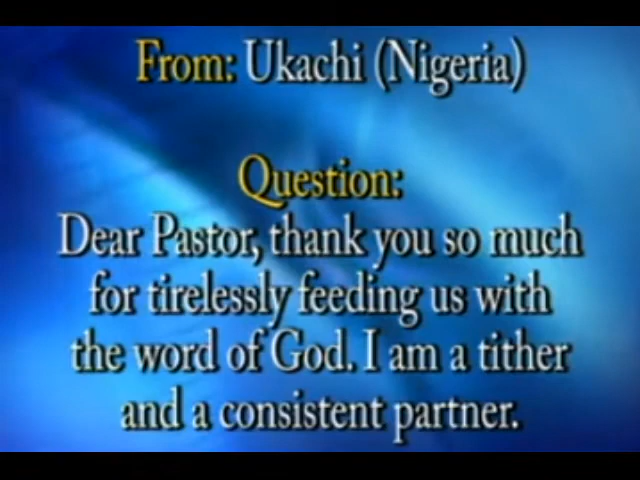 From: Ukachi (Nigeria)
Question:
Dear Pastor, thank you so much
for tirelessly feeding us with
the word of God. I am a tither
and a consistent partner.